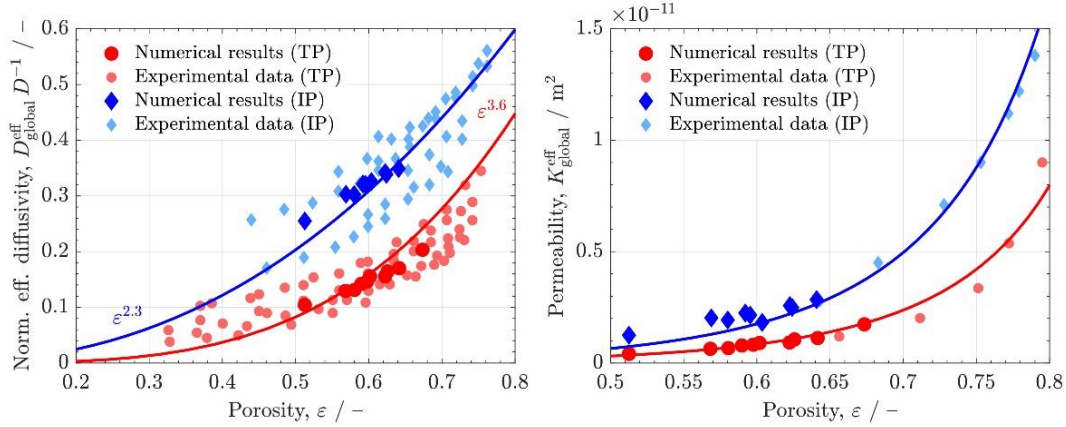 Norm. eff. diffusivity, D^eff_global D^−1 / –
0.6
0.5
0.4
0.3
0.2
0.1
0
Numerical results (TP)
Experimental data (TP)
Numerical results (IP)
Experimental data (IP)
ε^3.6
ε^2.3
0.2 0.3 0.4 0.5 0.6 0.7 0.8
Porosity, ε / –
×10^−11
Permeability, K^eff_global / m²
1.5
1
0.5
0
Numerical results (TP)
Experimental data (TP)
Numerical results (IP)
Experimental data (IP)
0.5 0.55 0.6 0.65 0.7 0.75 0.8
Porosity, ε / –